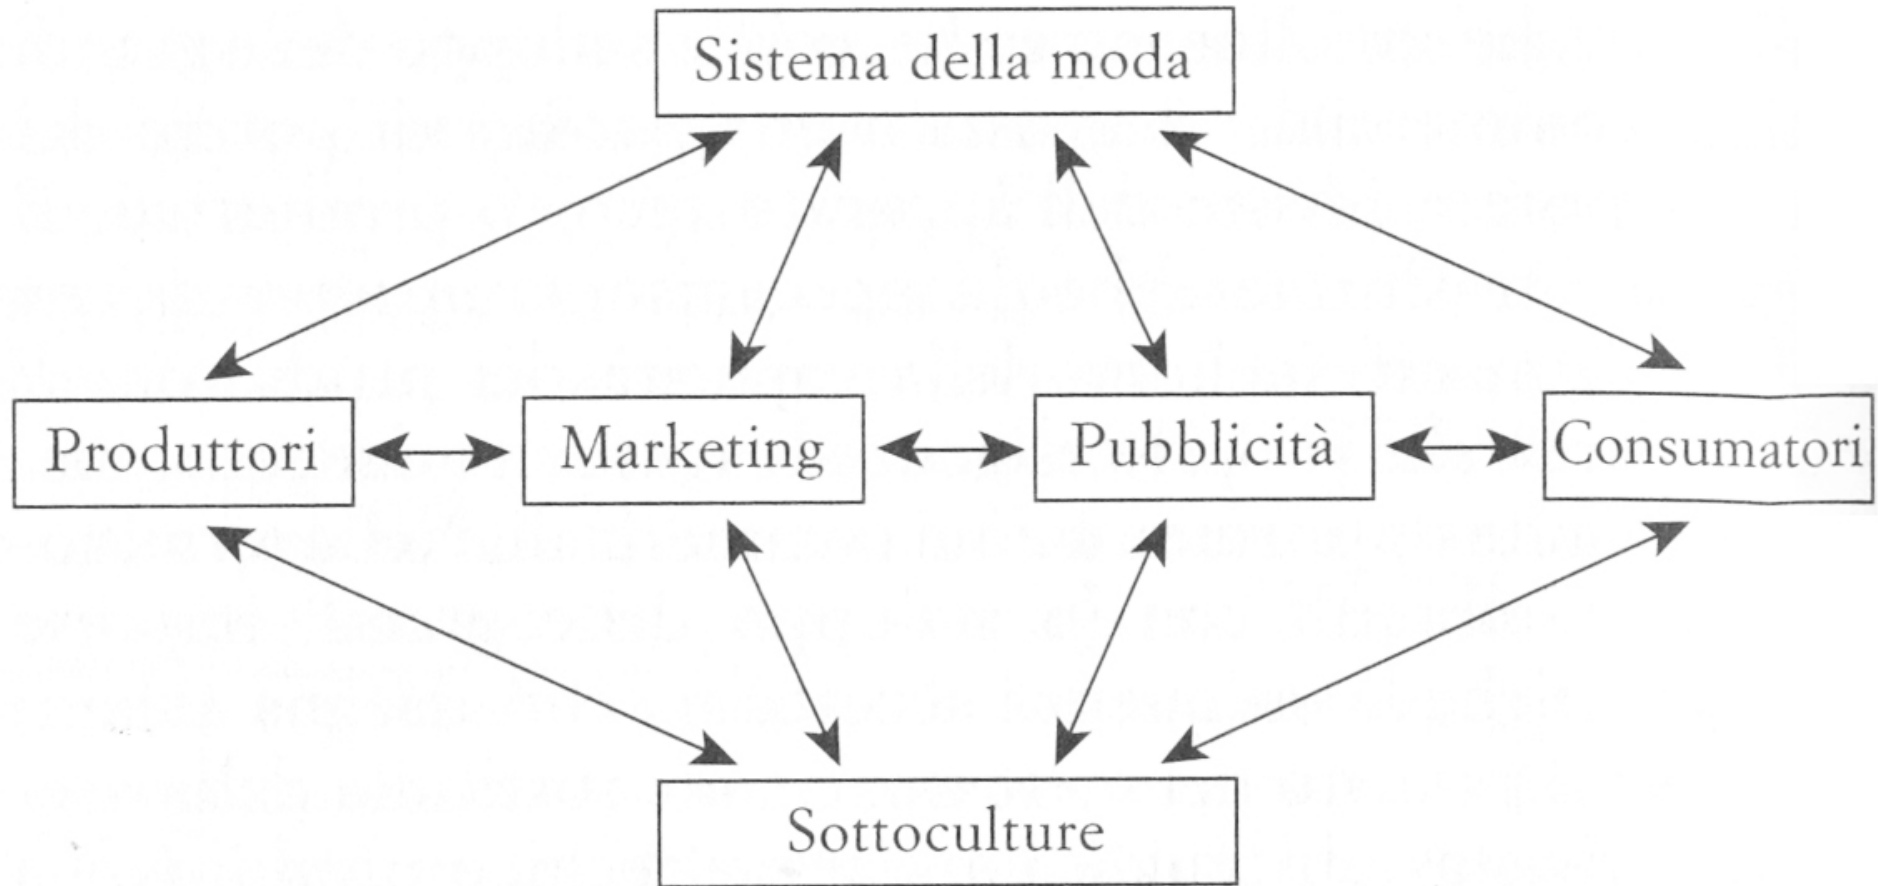 Sistema della moda
Produttori
Marketing
Pubblicità
Consumatori
Sottoculture